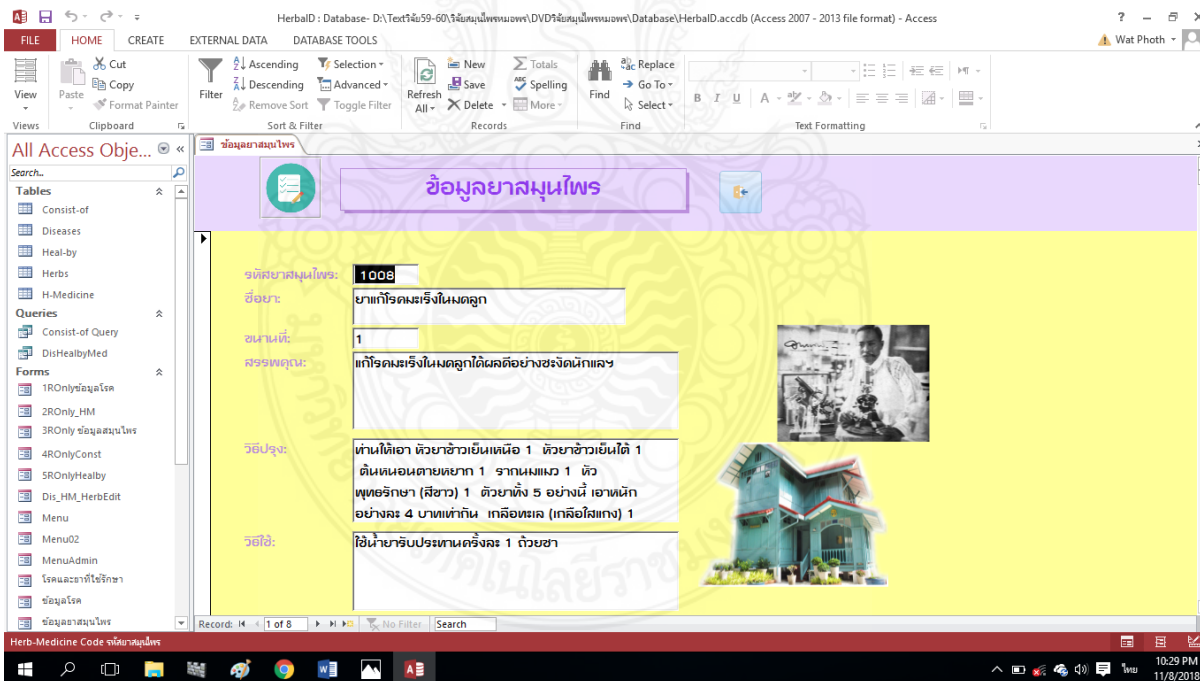 HerbalD : Database- D:\Textวิจัย59-60\วิจัยสมุนไพรหมอพร\DVDวิจัยสมุนไพรหมอพร\Database\HerbalD.accdb (Access 2007 - 2013 file format) - Access
FILE HOME CREATE EXTERNAL DATA DATABASE TOOLS Wat Photh
View Paste Cut Copy Format Painter
Filter Ascending Descending Remove Sort Selection Advanced Toggle Filter
Refresh All New Save Delete Totals Spelling More
Find Replace Go To Select
B I U A
Views Clipboard Sort & Filter Records Find Text Formatting
All Access Obje...
Search...
Tables
Consist-of
Diseases
Heal-by
Herbs
H-Medicine
Queries
Consist-of Query
DisHealbyMed
Forms
1ROnlyข้อมูลโรค
2ROnly_HM
3ROnly ข้อมูลสมุนไพร
4ROnlyConst
5ROnlyHealby
Dis_HM_HerbEdit
Menu
Menu02
MenuAdmin
โรคและยาที่ใช้รักษา
ข้อมูลโรค
ข้อมูลยาสมุนไพร
ข้อมูลยาสมุนไพร
ข้อมูลยาสมุนไพร
รหัสยาสมุนไพร: 1008
ชื่อยา: ยาแก้โรคมะเร็งในมดลูก
ขนานที่: 1
สรรพคุณ: แก้โรคมะเร็งในมดลูกได้ผลดีอย่างชะงัดนักแลฯ
วิธีปรุง: ท่านให้เอา หัวยาข้าวเย็นเหนือ 1 หัวยาข้าวเย็นใต้ 1
ต้นหนอนตายหยาก 1 รากนมแมว 1 หัว
พุทธรักษา (สีขาว) 1 ตัวยาทั้ง 5 อย่างนี้ เอาหนัก
อย่างละ 4 บาทเท่ากัน เกลือทะเล (เกลือใส่แกง) 1
วิธีใช้: ใช้น้ำยารับประทานครั้งละ 1 ถ้วยชา
Record: 1 of 8 No Filter Search
Herb-Medicine Code รหัสยาสมุนไพร
ไทย 10:29 PM
11/8/2018